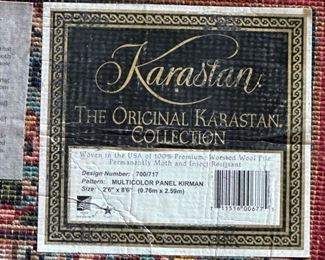 Karastan
THE ORIGINAL KARASTAN
COLLECTION
Woven in the USA of 100% Premium, Worsted Wool Pile
Permanently Moth and Insect Resistant
Design Number: 700/717
Pattern: MULTICOLOR PANEL KIRMAN
Size: 2'6" x 8'6" (0.76m x 2.59m)